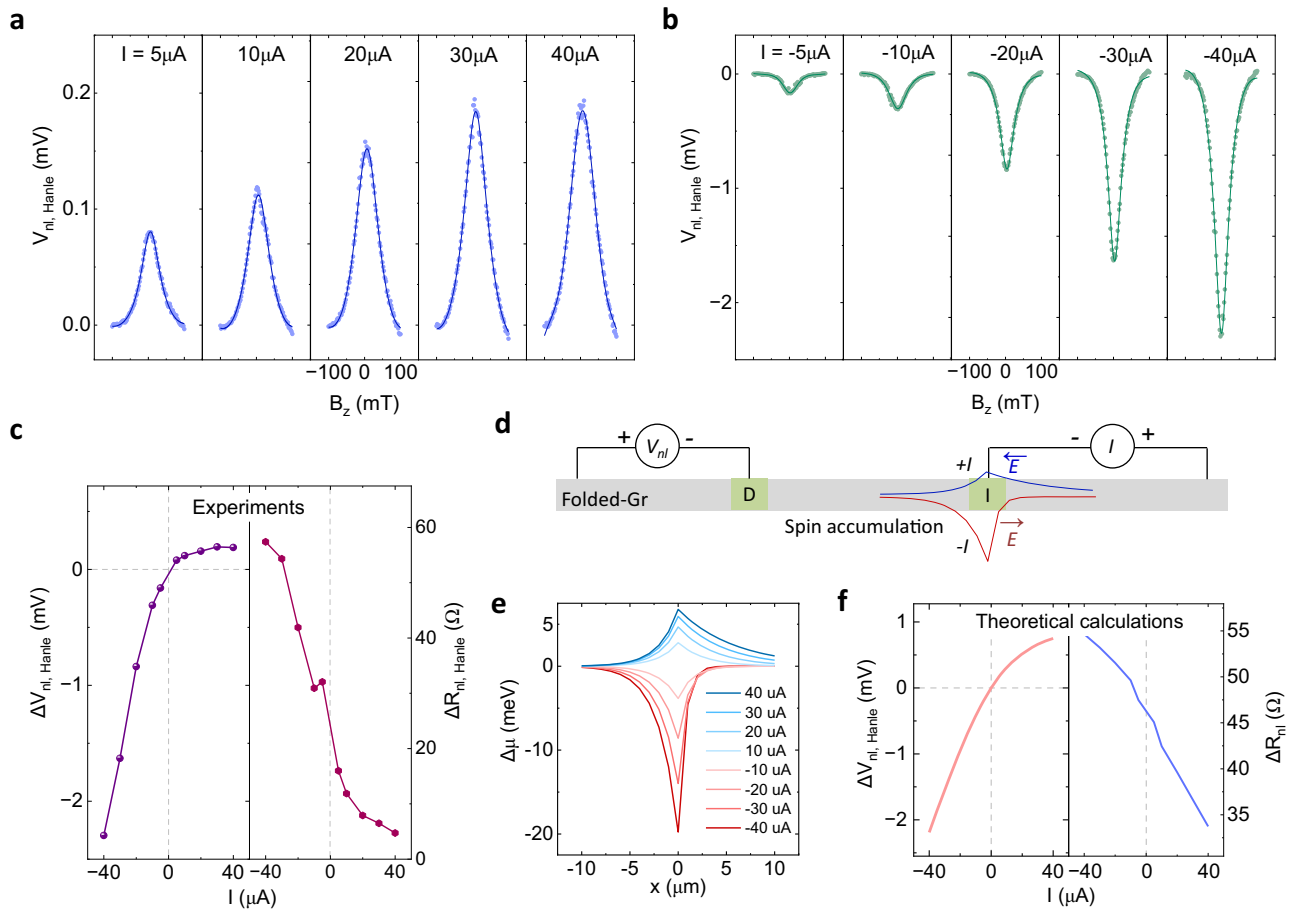 a
I = 5μA 10μA 20μA 30μA 40μA
V_nl, Hanle (mV)
0.2
0.1
0.0
−100 0 100
B_z (mT)
b
I = -5μA -10μA -20μA -30μA -40μA
V_nl, Hanle (mV)
0
−1
−2
−100 0 100
B_z (mT)
c
Experiments
ΔV_nl, Hanle (mV)
0
−1
−2
ΔR_nl, Hanle (Ω)
60
40
20
0
−40 0 40 −40 0 40
I (μA)
d
+ V_nl - - I +
+I E
Folded-Gr D I
Spin accumulation
-I E
e
Δμ (meV)
5
0
-10
-20
40 uA
30 uA
20 uA
10 uA
-10 uA
-20 uA
-30 uA
-40 uA
-10 -5 0 5 10
x (μm)
f
Theoretical calculations
ΔV_nl, Hanle (mV)
1
0
−1
−2
ΔR_nl (Ω)
55
50
45
40
35
−40 0 40 −40 0 40
I (μA)